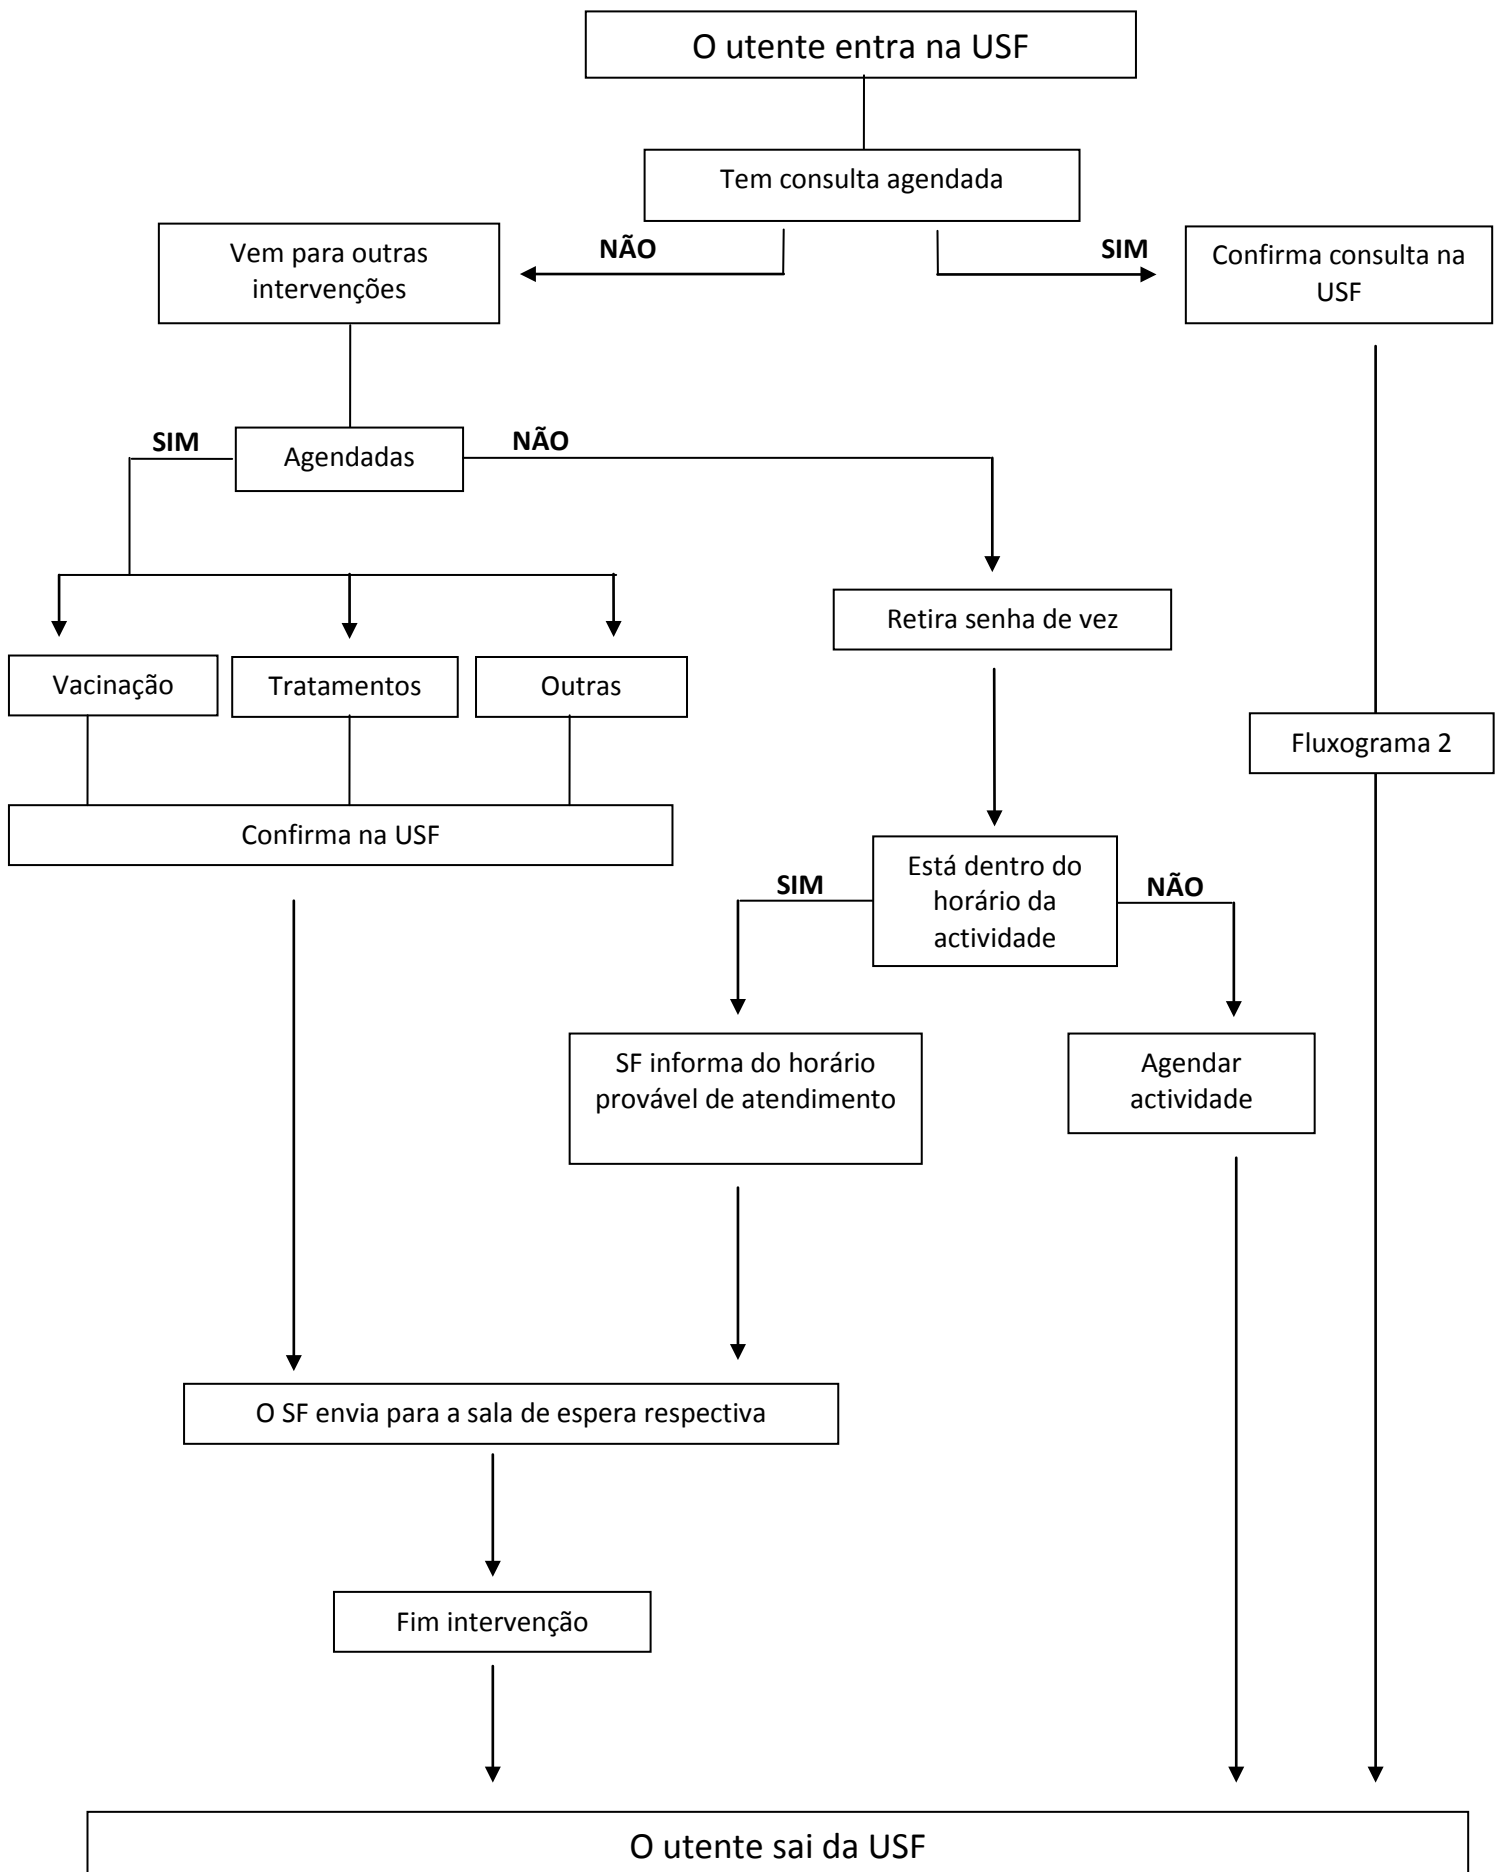 O utente entra na USF
Tem consulta agendada
NÃO
SIM
Vem para outras
intervenções
Confirma consulta na
USF
SIM
Agendadas
NÃO
Retira senha de vez
Vacinação
Tratamentos
Outras
Fluxograma 2
Confirma na USF
SIM
Está dentro do
horário da
actividade
NÃO
SF informa do horário
provável de atendimento
Agendar
actividade
O SF envia para a sala de espera respectiva
Fim intervenção
O utente sai da USF